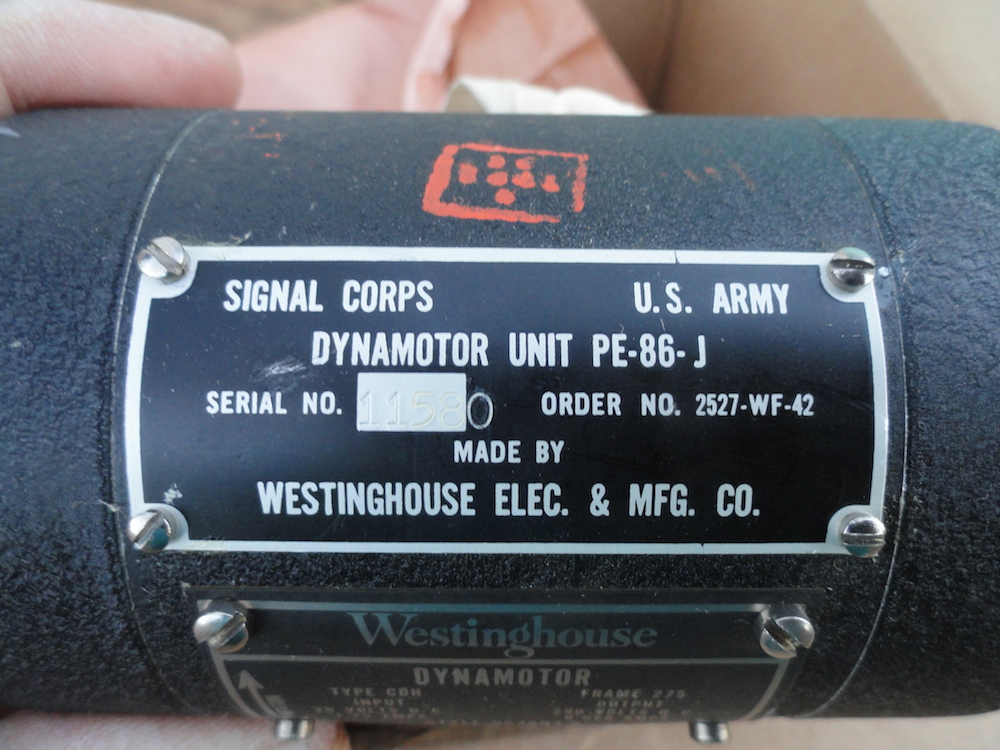 SIGNAL CORPS U.S. ARMY
DYNAMOTOR UNIT PE-86-J
SERIAL NO. 11580 ORDER NO. 2527-WF-42
MADE BY
WESTINGHOUSE ELEC. & MFG. CO.
Westinghouse
DYNAMOTOR
TYPE CDH FRAME 275
INPUT OUTPUT